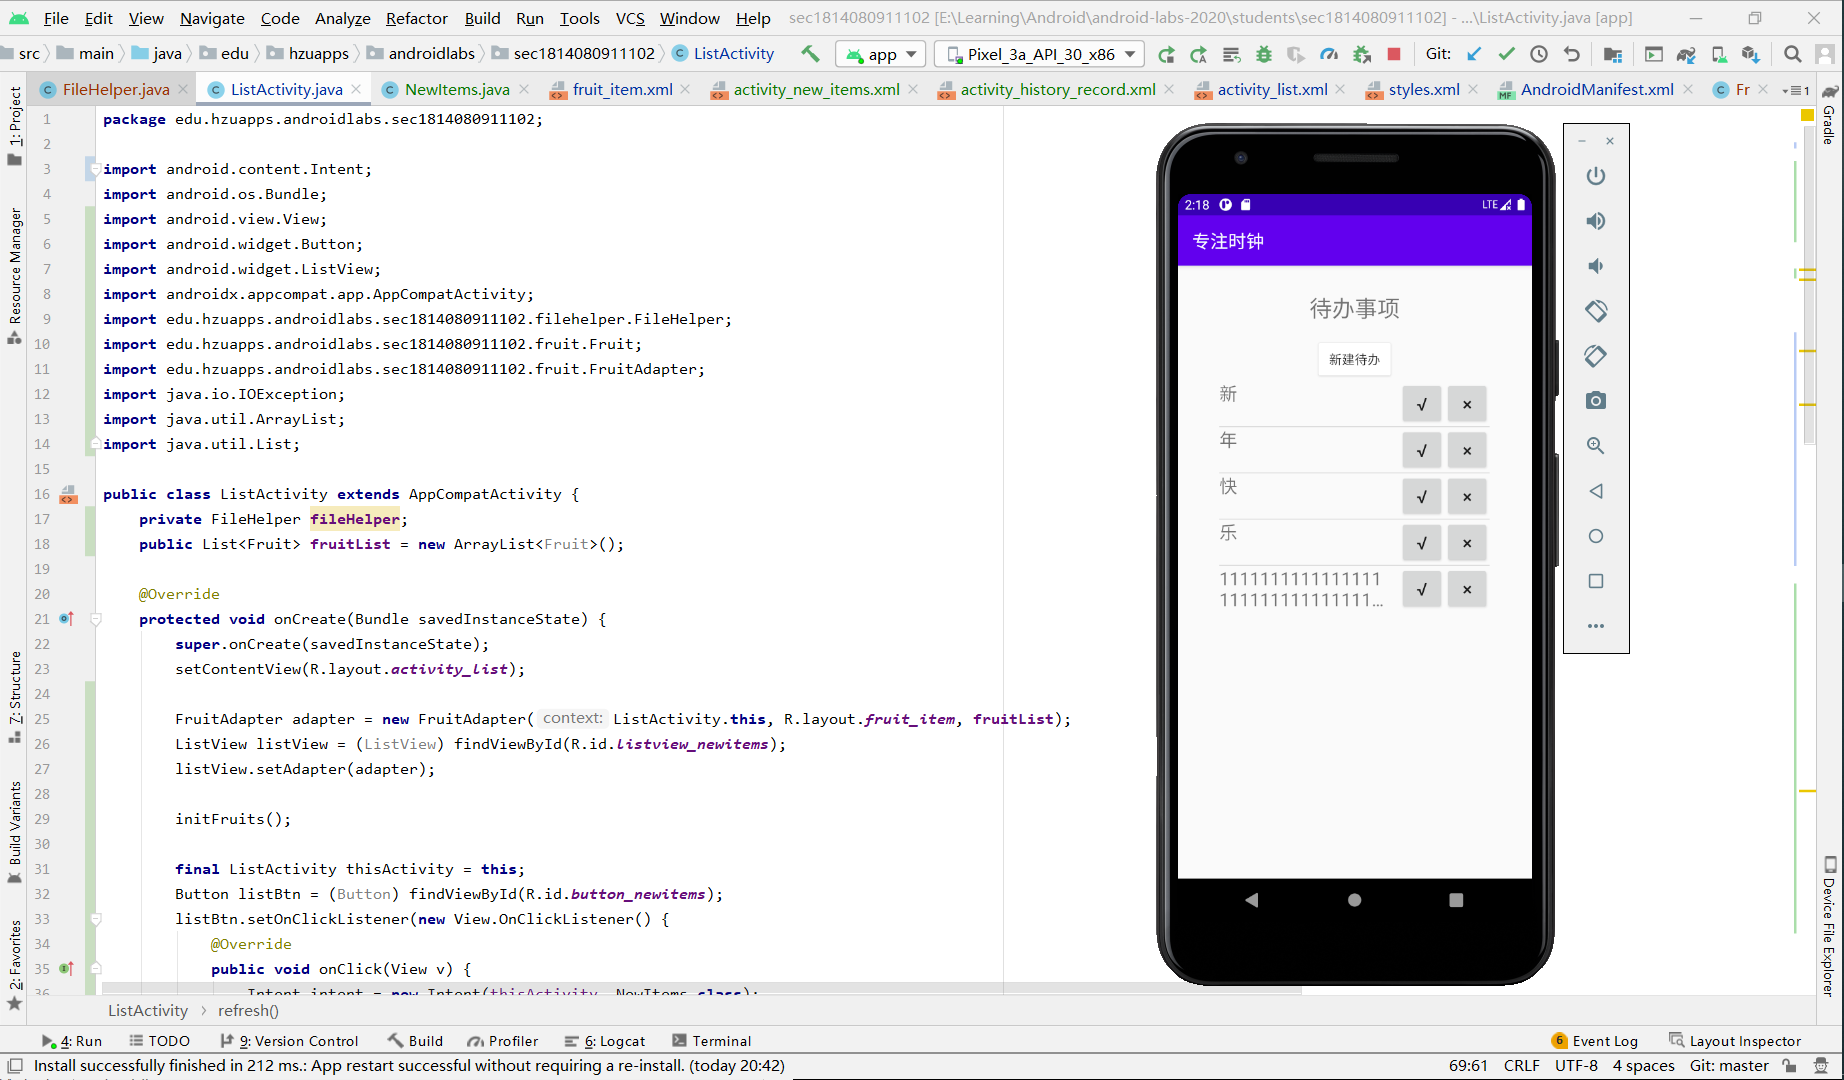 File Edit View Navigate Code Analyze Refactor Build Run Tools VCS Window Help sec1814080911102 [E:\Learning\Android\android-labs-2020\students\sec1814080911102] - ...\ListActivity.java [app]
src main java edu hzuapps androidlabs sec1814080911102 ListActivity app Pixel_3a_API_30_x86 Git:
FileHelper.java ListActivity.java NewItems.java fruit_item.xml activity_new_items.xml activity_history_record.xml activity_list.xml styles.xml AndroidManifest.xml Fr 1
1: Project
Resource Manager
7: Structure
Build Variants
2: Favorites
1 package edu.hzuapps.androidlabs.sec1814080911102;
2
3 import android.content.Intent;
4 import android.os.Bundle;
5 import android.view.View;
6 import android.widget.Button;
7 import android.widget.ListView;
8 import androidx.appcompat.app.AppCompatActivity;
9 import edu.hzuapps.androidlabs.sec1814080911102.filehelper.FileHelper;
10 import edu.hzuapps.androidlabs.sec1814080911102.fruit.Fruit;
11 import edu.hzuapps.androidlabs.sec1814080911102.fruit.FruitAdapter;
12 import java.io.IOException;
13 import java.util.ArrayList;
14 import java.util.List;
15
16 public class ListActivity extends AppCompatActivity {
17 private FileHelper fileHelper;
18 public List<Fruit> fruitList = new ArrayList<Fruit>();
19
20 @Override
21 protected void onCreate(Bundle savedInstanceState) {
22 super.onCreate(savedInstanceState);
23 setContentView(R.layout.activity_list);
24
25 FruitAdapter adapter = new FruitAdapter( context: ListActivity.this, R.layout.fruit_item, fruitList);
26 ListView listView = (ListView) findViewById(R.id.listview_newitems);
27 listView.setAdapter(adapter);
28
29 initFruits();
30
31 final ListActivity thisActivity = this;
32 Button listBtn = (Button) findViewById(R.id.button_newitems);
33 listBtn.setOnClickListener(new View.OnClickListener() {
34 @Override
35 public void onClick(View v) {
36 Intent intent = new Intent(thisActivity, NewItems.class);
2:18 LTE
专注时钟
待办事项
新建待办
新 √ ×
年 √ ×
快 √ ×
乐 √ ×
1111111111111111 √ ×
111111111111111...
Gradle
Device File Explorer
ListActivity refresh()
4: Run TODO 9: Version Control Build Profiler 6: Logcat Terminal 6 Event Log Layout Inspector
Install successfully finished in 212 ms.: App restart successful without requiring a re-install. (today 20:42) 69:61 CRLF UTF-8 4 spaces Git: master